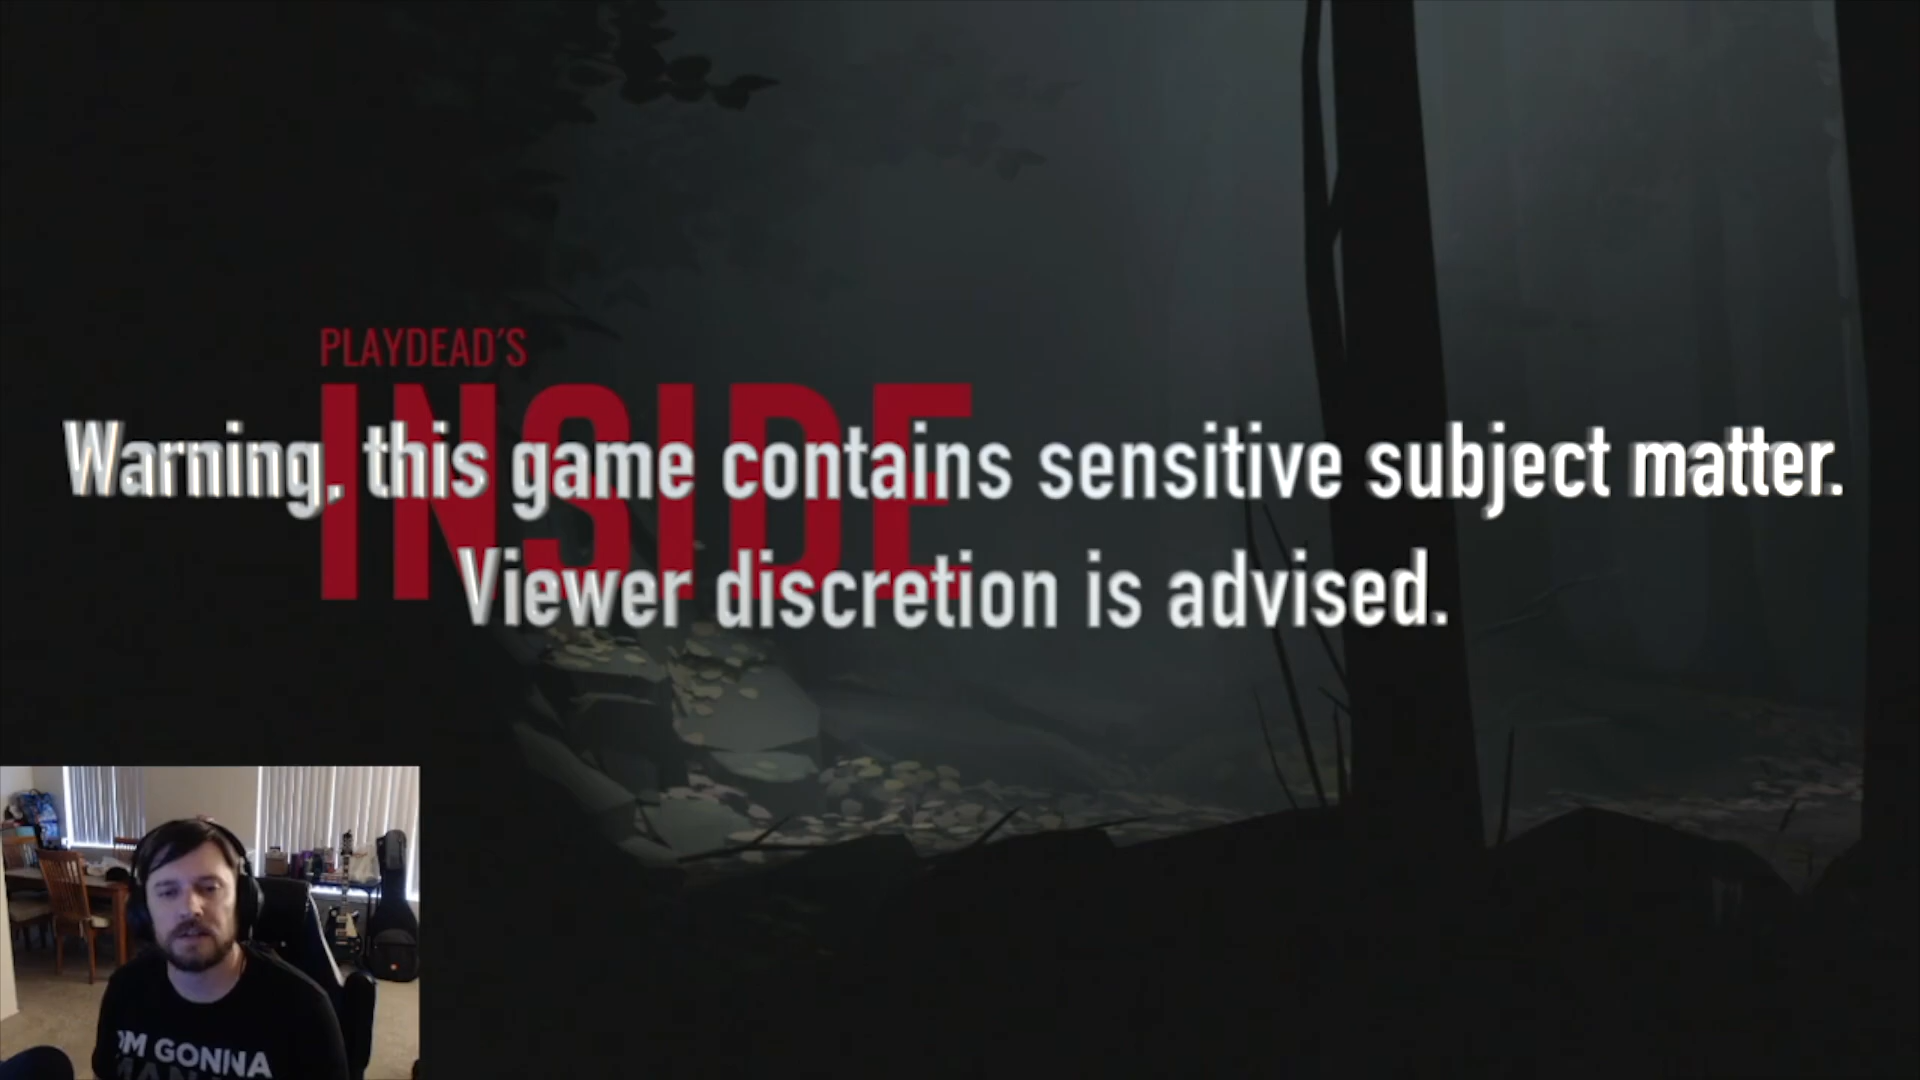 PLAYDEAD'S
INSIDE
Warning, this game contains sensitive subject matter.
Viewer discretion is advised.
GONNA